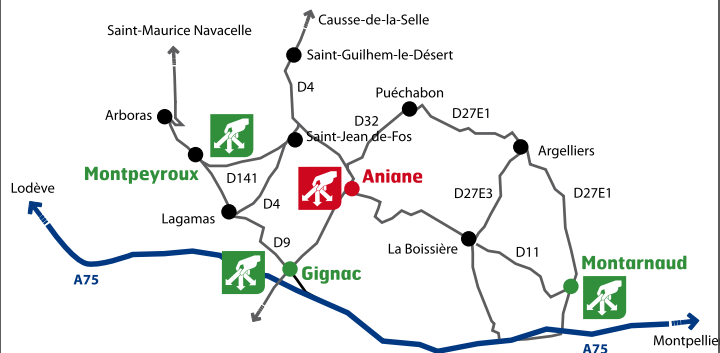 Causse-de-la-Selle
Saint-Maurice Navacelle
Saint-Guilhem-le-Désert
D4
Puéchabon
Arboras
D32
D27E1
Saint-Jean de-Fos
Argelliers
Montpeyroux
D141
Aniane
Lodève
D4
D27E3
D27E1
Lagamas
D9
La Boissière
D11
Gignac
Montarnaud
A75
Montpellie
A75